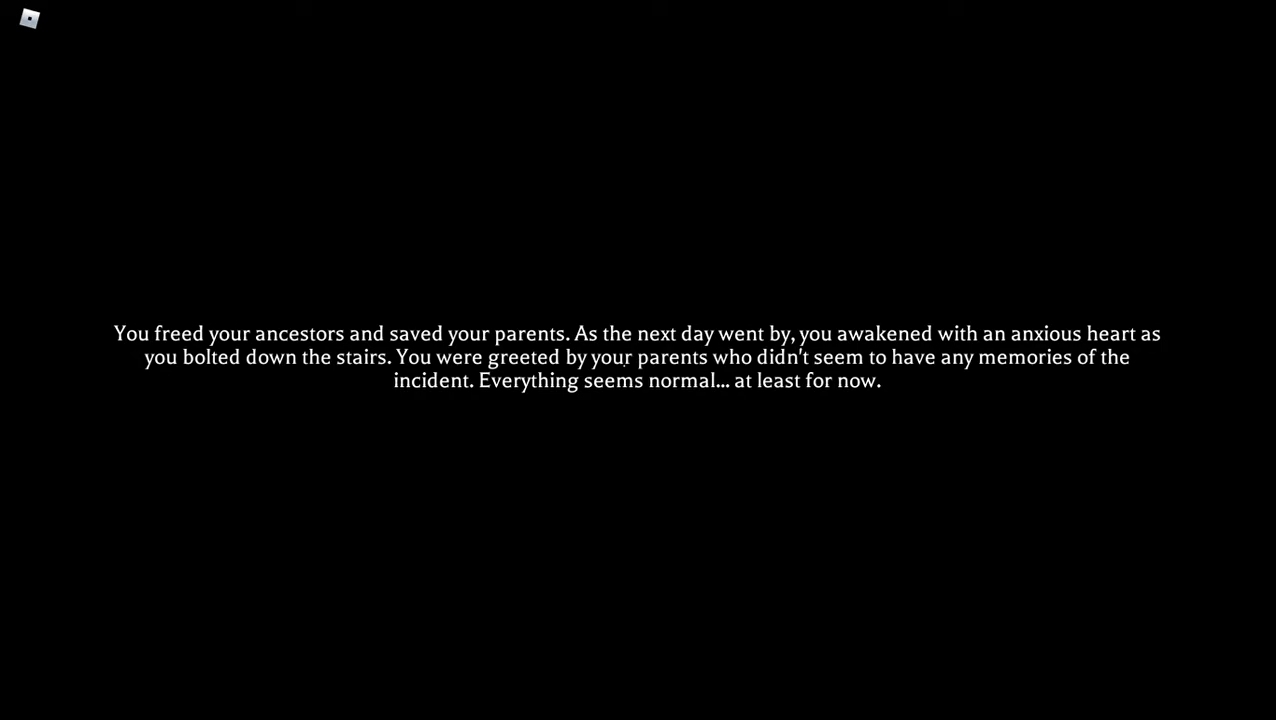 You freed your ancestors and saved your parents. As the next day went by, you awakened with an anxious heart as
you bolted down the stairs. You were greeted by your parents who didn't seem to have any memories of the
incident. Everything seems normal... at least for now.